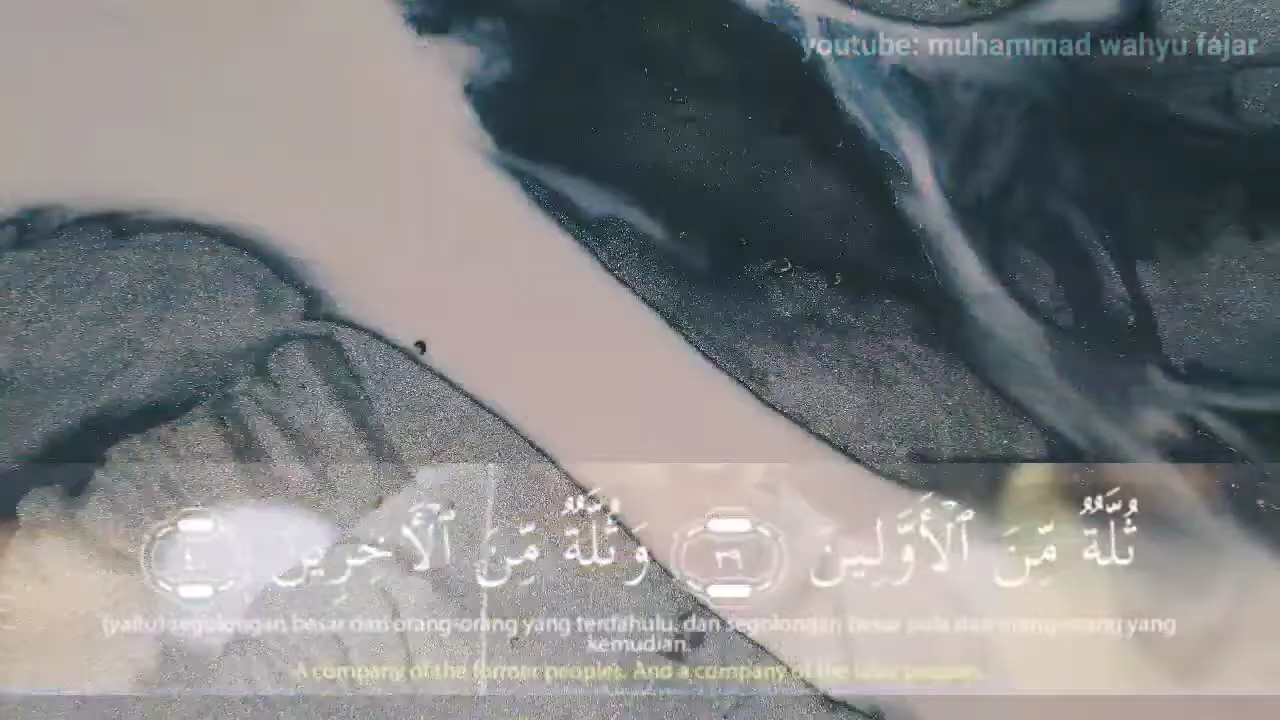 youtube: muhammad wahyu fajar
ثُلَّةٌ مِّنَ ٱلْأَوَّلِينَ ٣٩ وَثُلَّةٌ مِّنَ ٱلْأَخِرِينَ ٤٠
(yaitu) segolongan besar dari orang-orang yang terdahulu, dan segolongan besar pula dari orang-orang yang
kemudian.
A company of the former peoples. And a company of the later peoples.